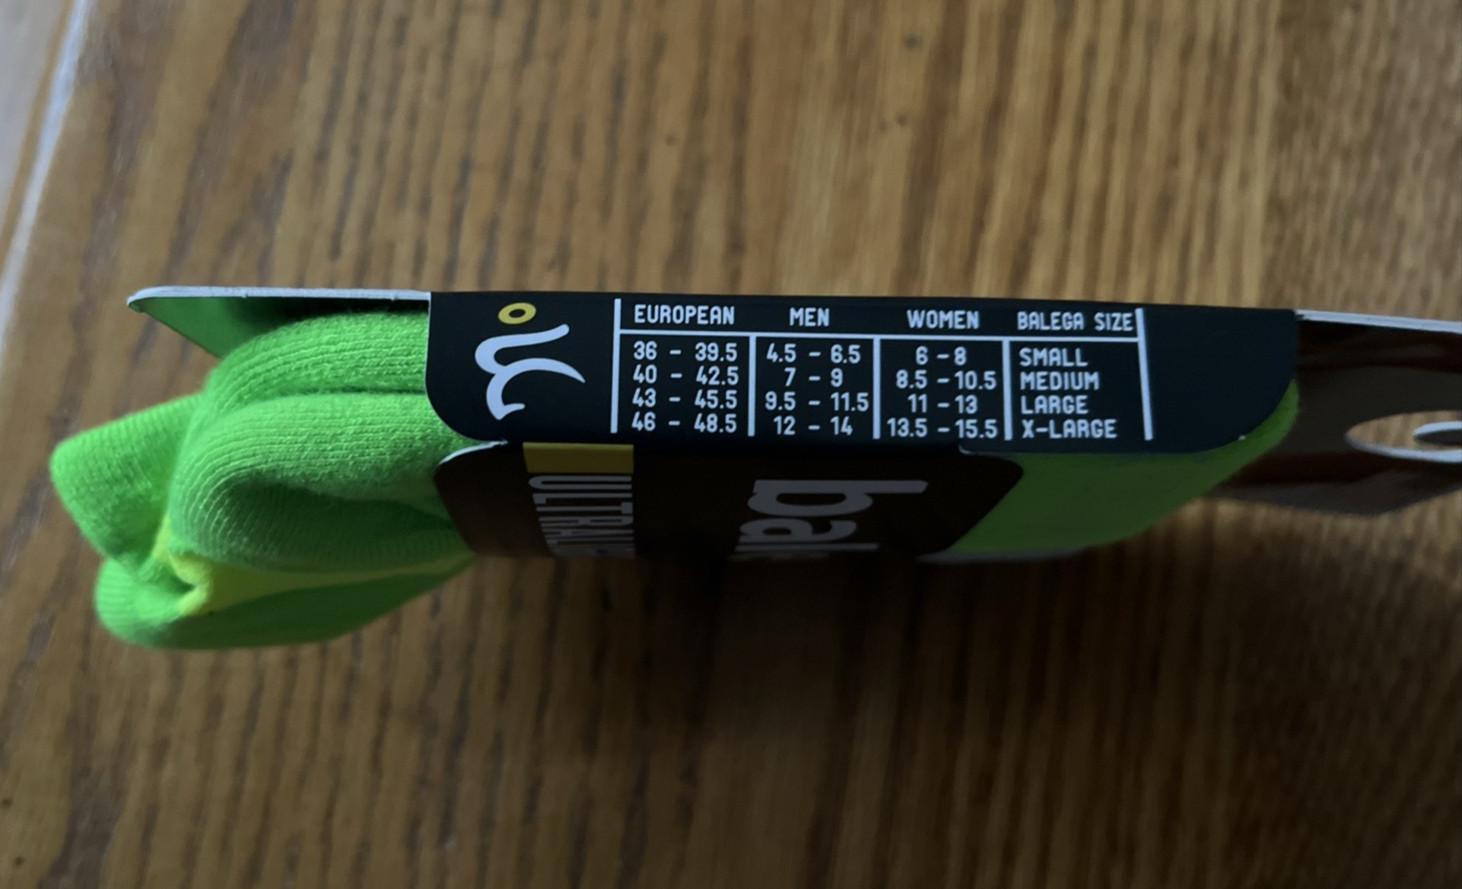 EUROPEAN MEN WOMEN BALEGA SIZE
36 - 39.5 4.5 - 6.5 6 - 8 SMALL
40 - 42.5 7 - 9 8.5 - 10.5 MEDIUM
43 - 45.5 9.5 - 11.5 11 - 13 LARGE
46 - 48.5 12 - 14 13.5 - 15.5 X-LARGE